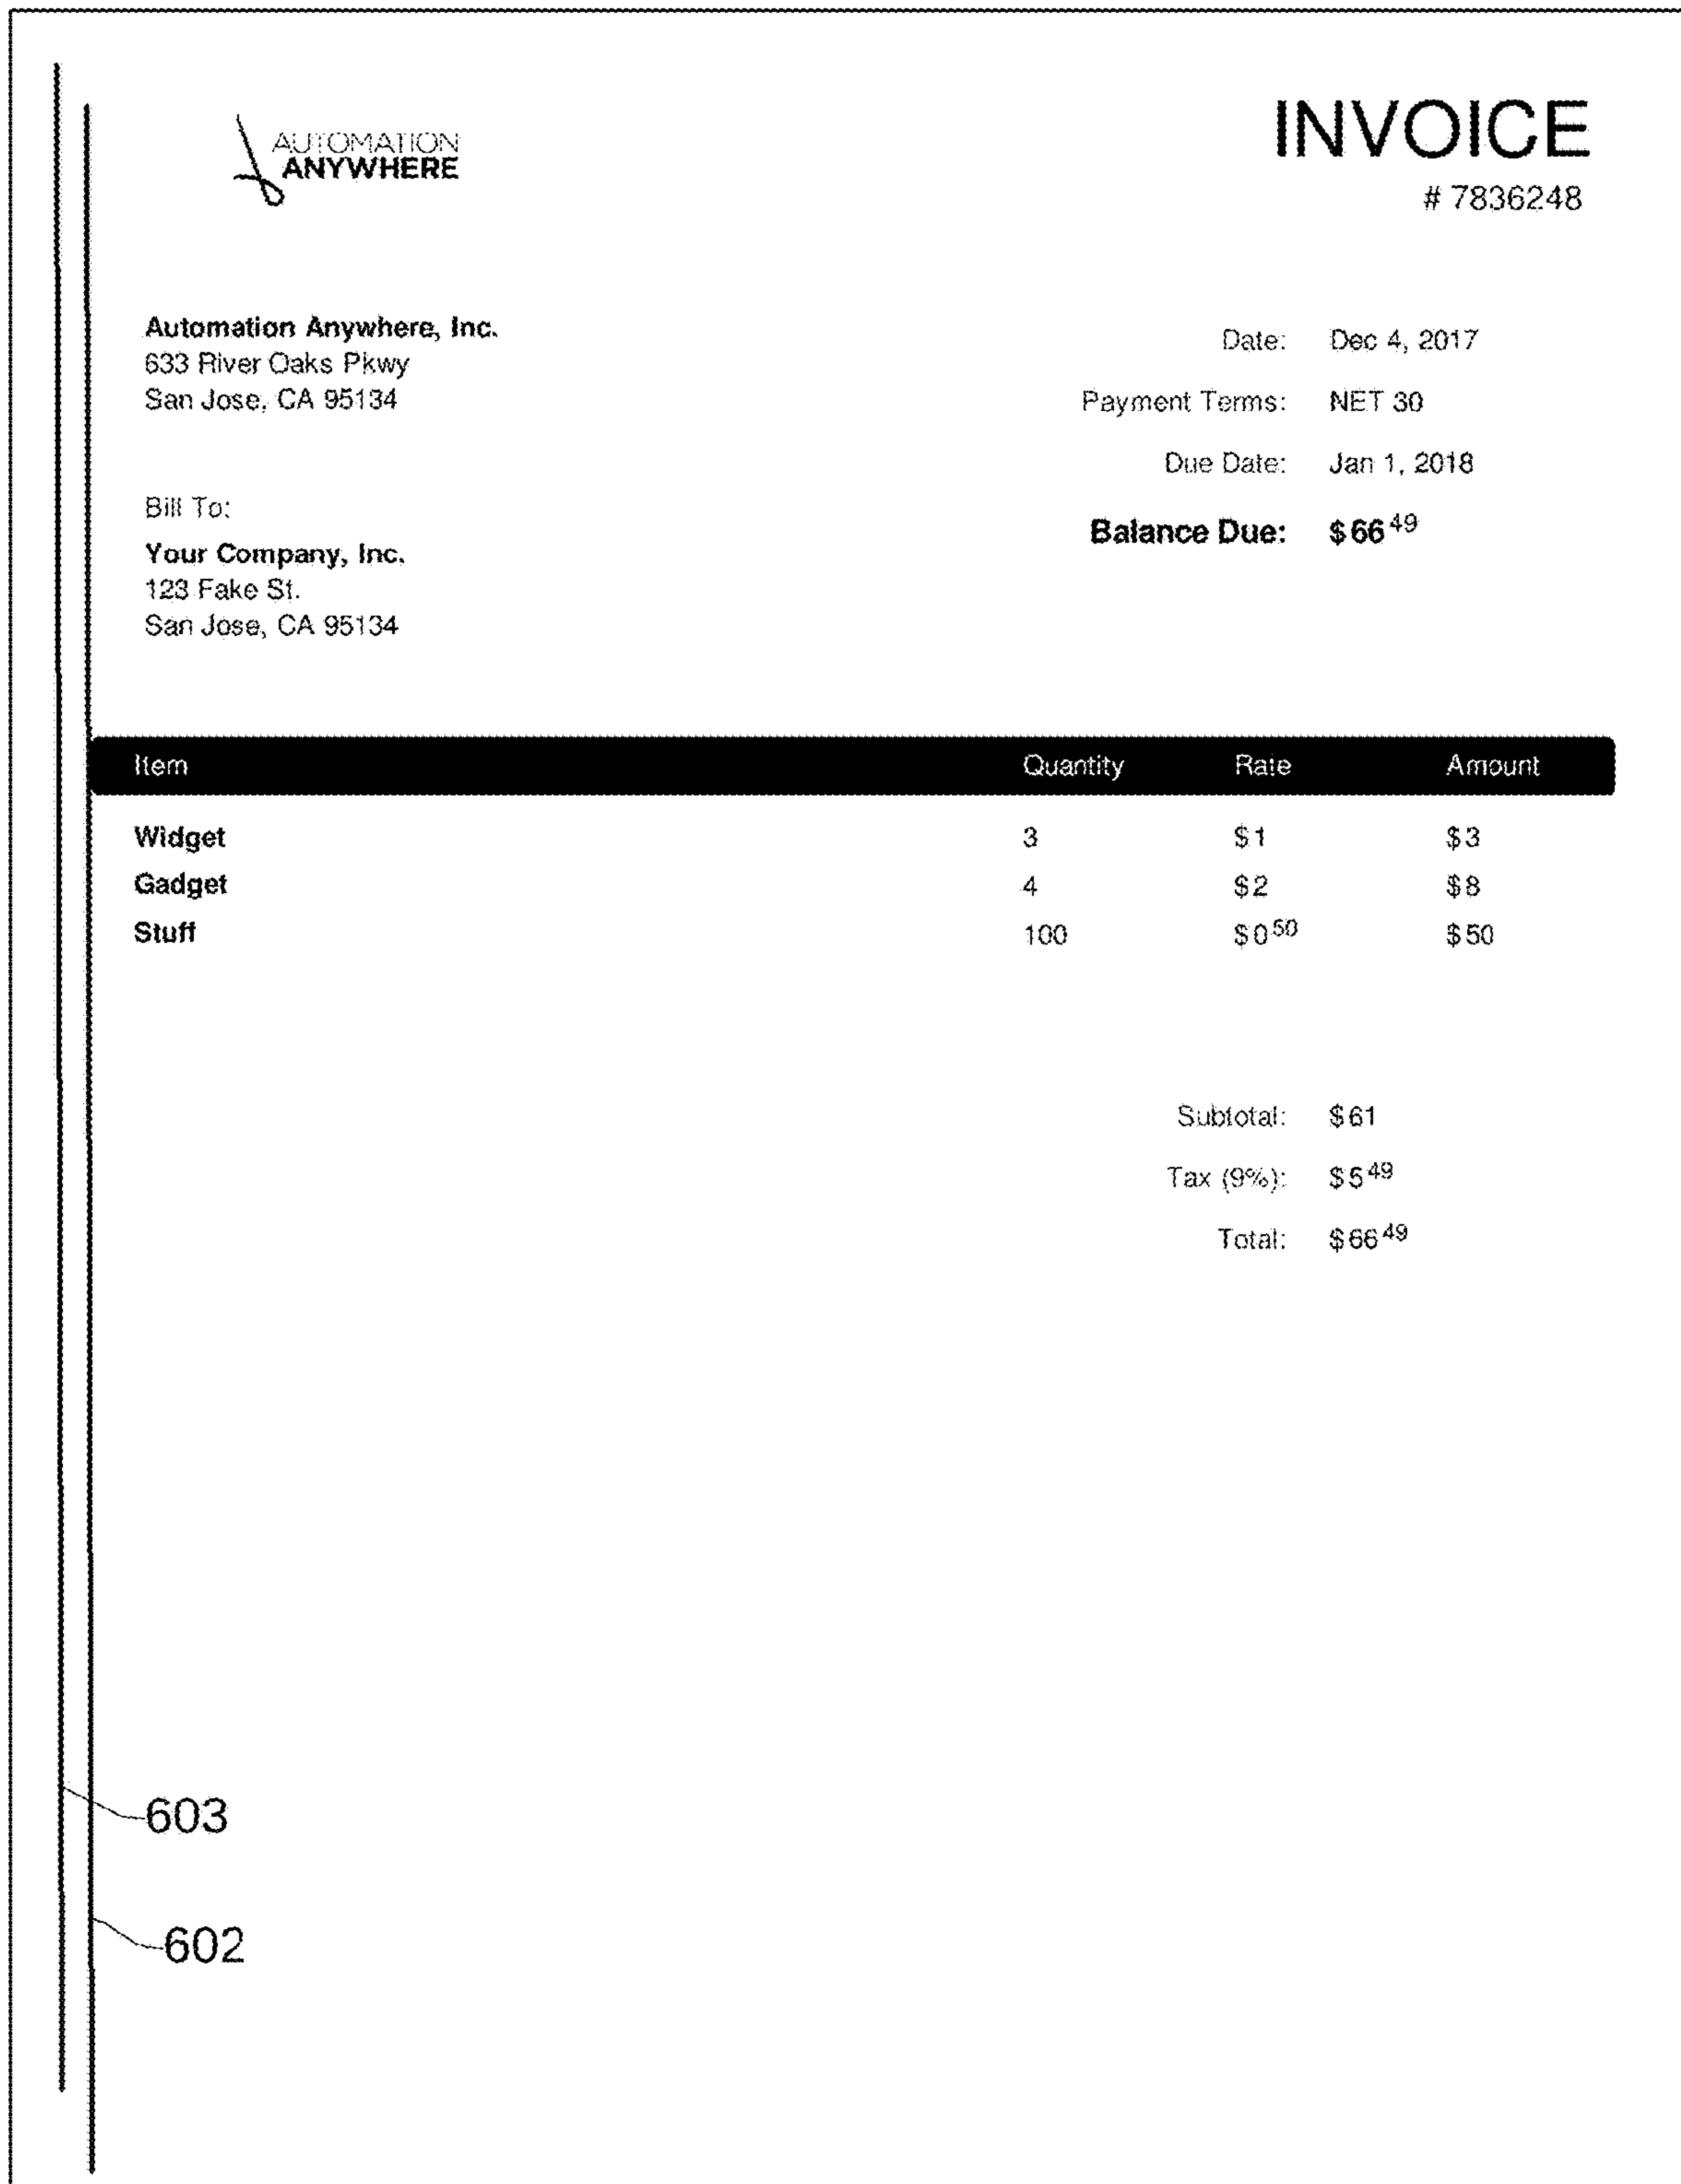 AUTOMATION
ANYWHERE
INVOICE
# 7836248
Automation Anywhere, Inc.
633 River Oaks Pkwy
San Jose, CA 95134
Date: Dec 4, 2017
Payment Terms: NET 30
Due Date: Jan 1, 2018
Balance Due: $66 49
Bill To:
Your Company, Inc.
123 Fake St.
San Jose, CA 95134
Item Quantity Rate Amount
Widget 3 $1 $3
Gadget 4 $2 $8
Stuff 100 $0 50 $50
Subtotal: $61
Tax (9%): $5 49
Total: $66 49
603
602